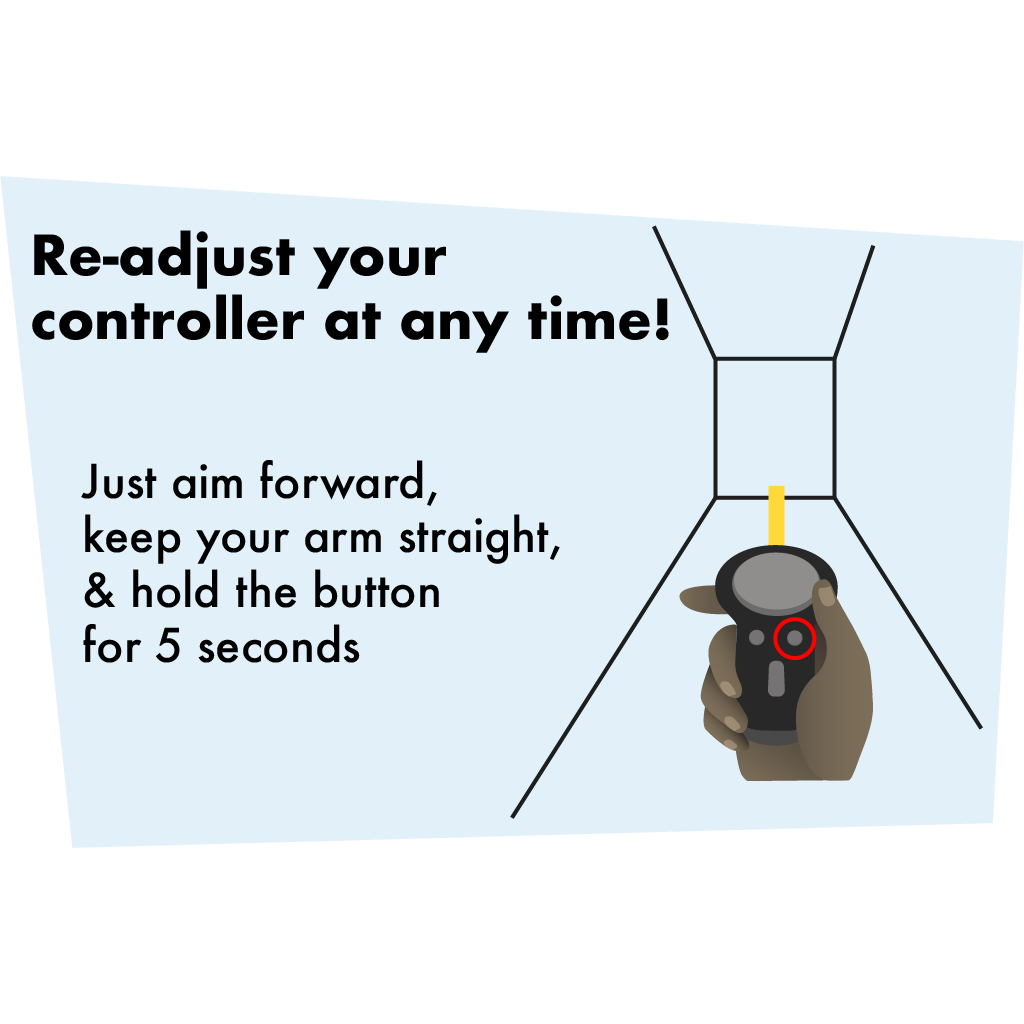 Re-adjust your
controller at any time!
Just aim forward,
keep your arm straight,
& hold the button
for 5 seconds